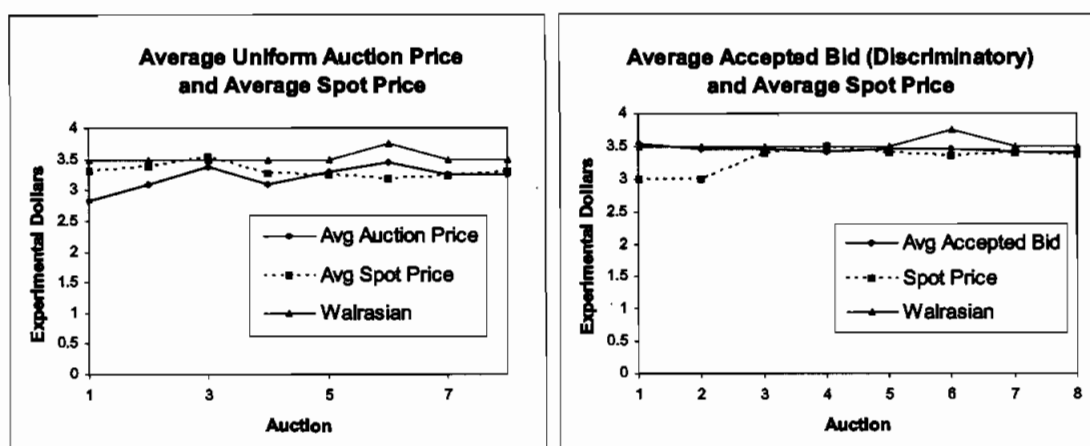 Average Uniform Auction Price
and Average Spot Price
Experimental Dollars
4
3.5
3
2.5
2
1.5
1
0.5
0
Avg Auction Price
Avg Spot Price
Walrasian
1 3 5 7
Auction
Average Accepted Bid (Discriminatory)
and Average Spot Price
Experimental Dollars
4
3.5
3
2.5
2
1.5
1
0.5
0
Avg Accepted Bid
Spot Price
Walrasian
1 2 3 4 5 6 7 8
Auction